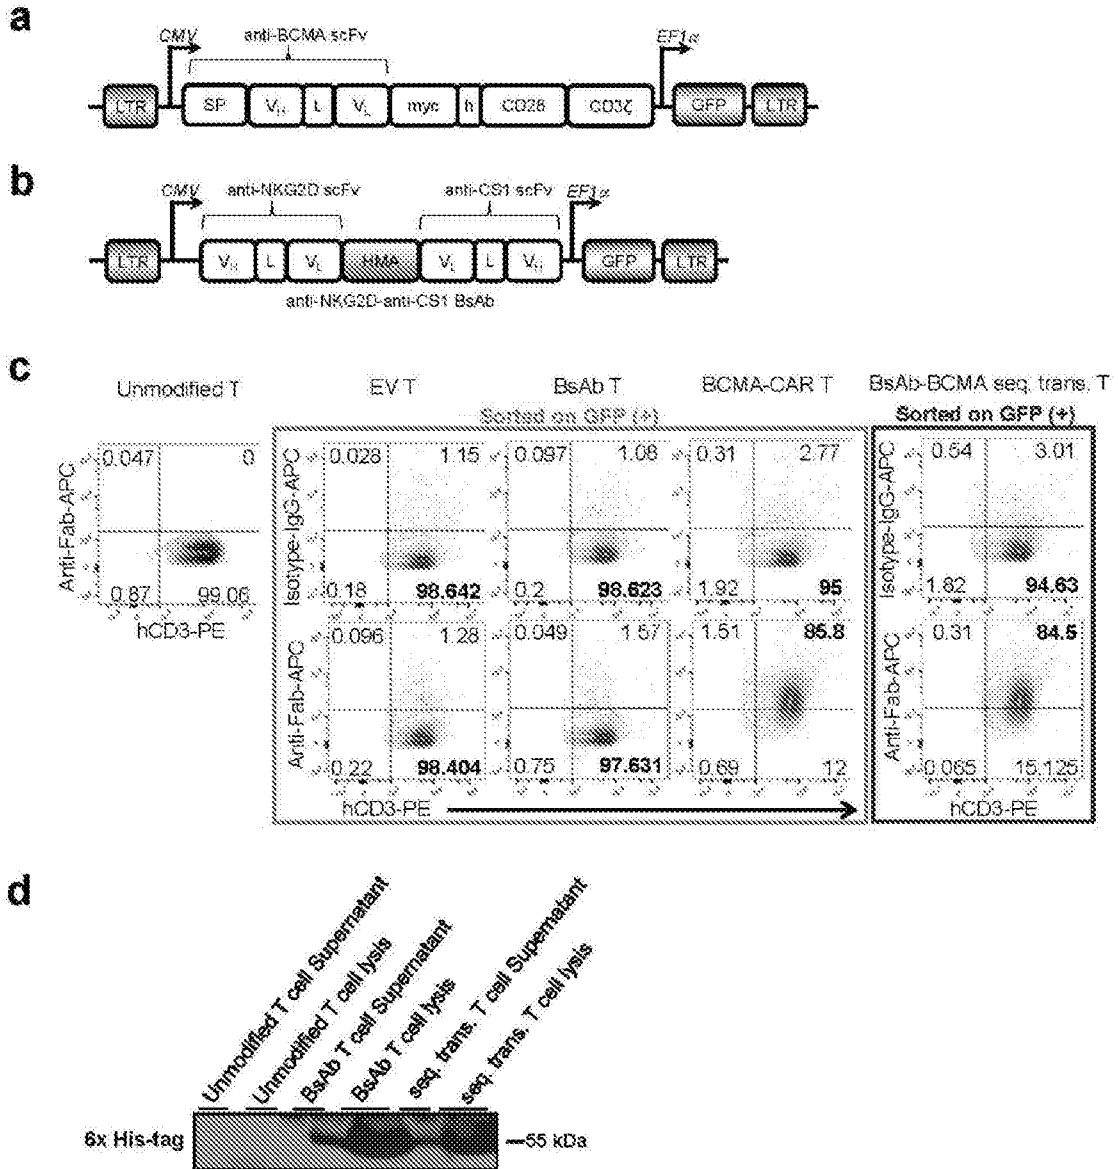 a
CMV
anti-BCMA scFv
EF1α
LTR SP VH L VL myc h CD28 CD3ζ GFP LTR
b
CMV
anti-NKG2D scFv
anti-CS1 scFv
EF1α
LTR VH L VL HMA VL L VH GFP LTR
anti-NKG2D-anti-CS1 BsAb
c
Unmodified T
EV T
BsAb T
BCMA-CAR T
BsAb-BCMA seq. trans. T
Sorted on GFP (+)
Sorted on GFP (+)
Anti-Fab-APC
0.047 0
0.87 99.06
hCD3-PE
Isotype-IgG-APC
0.028 1.15
0.18 98.642
0.097 1.08
0.2 98.623
0.31 2.77
1.92 95
Isotype-IgG-APC
0.54 3.01
1.82 94.63
Anti-Fab-APC
0.096 1.28
0.22 98.404
0.049 1.57
0.75 97.631
1.51 85.8
0.69 12
Anti-Fab-APC
0.31 84.5
0.065 15.125
hCD3-PE
hCD3-PE
d
Unmodified T cell Supernatant
Unmodified T cell lysis
BsAb T cell Supernatant
BsAb T cell lysis
seq. trans. T cell Supernatant
seq. trans. T cell lysis
6x His-tag
55 kDa